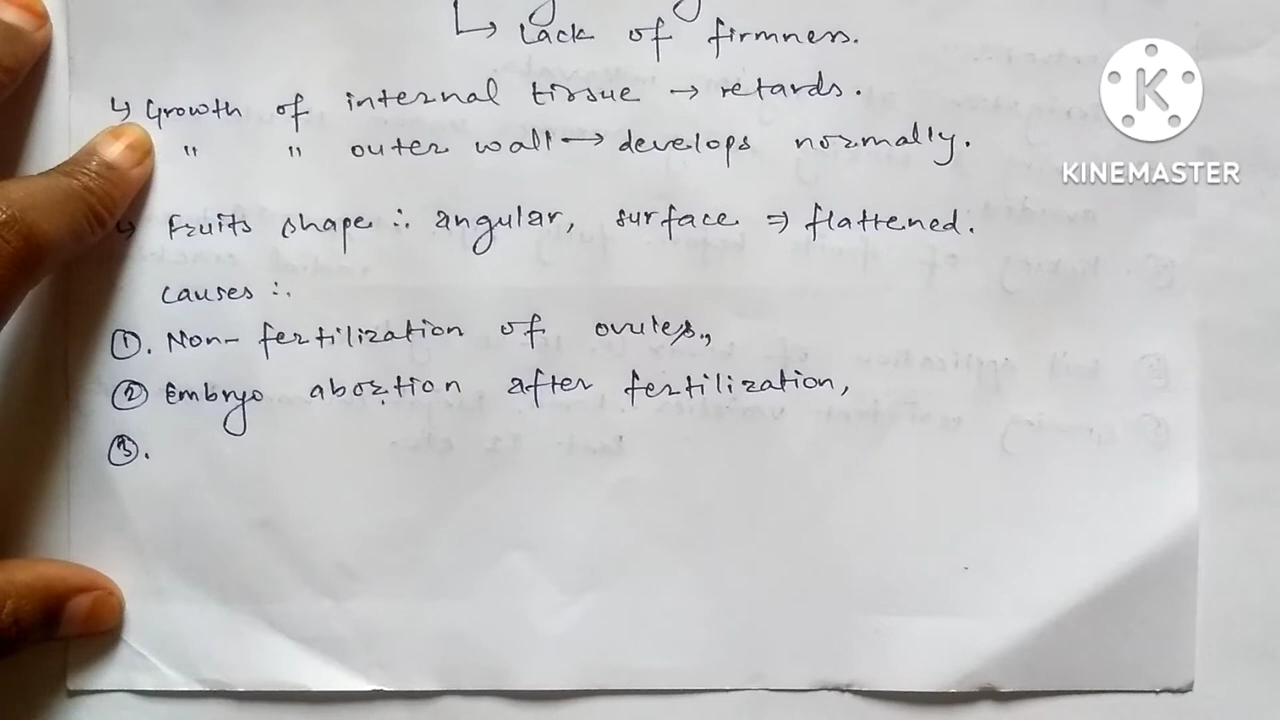 ↳ Lack of firmness.
↳ Growth of internal tissue → retards.
" " outer wall → develops normally.
↳ Fruits shape :. angular, surface ⇒ flattened.
causes :.
①. Non-fertilization of ovules.,
② Embryo abortion after fertilization,
③.
K
KINEMASTER